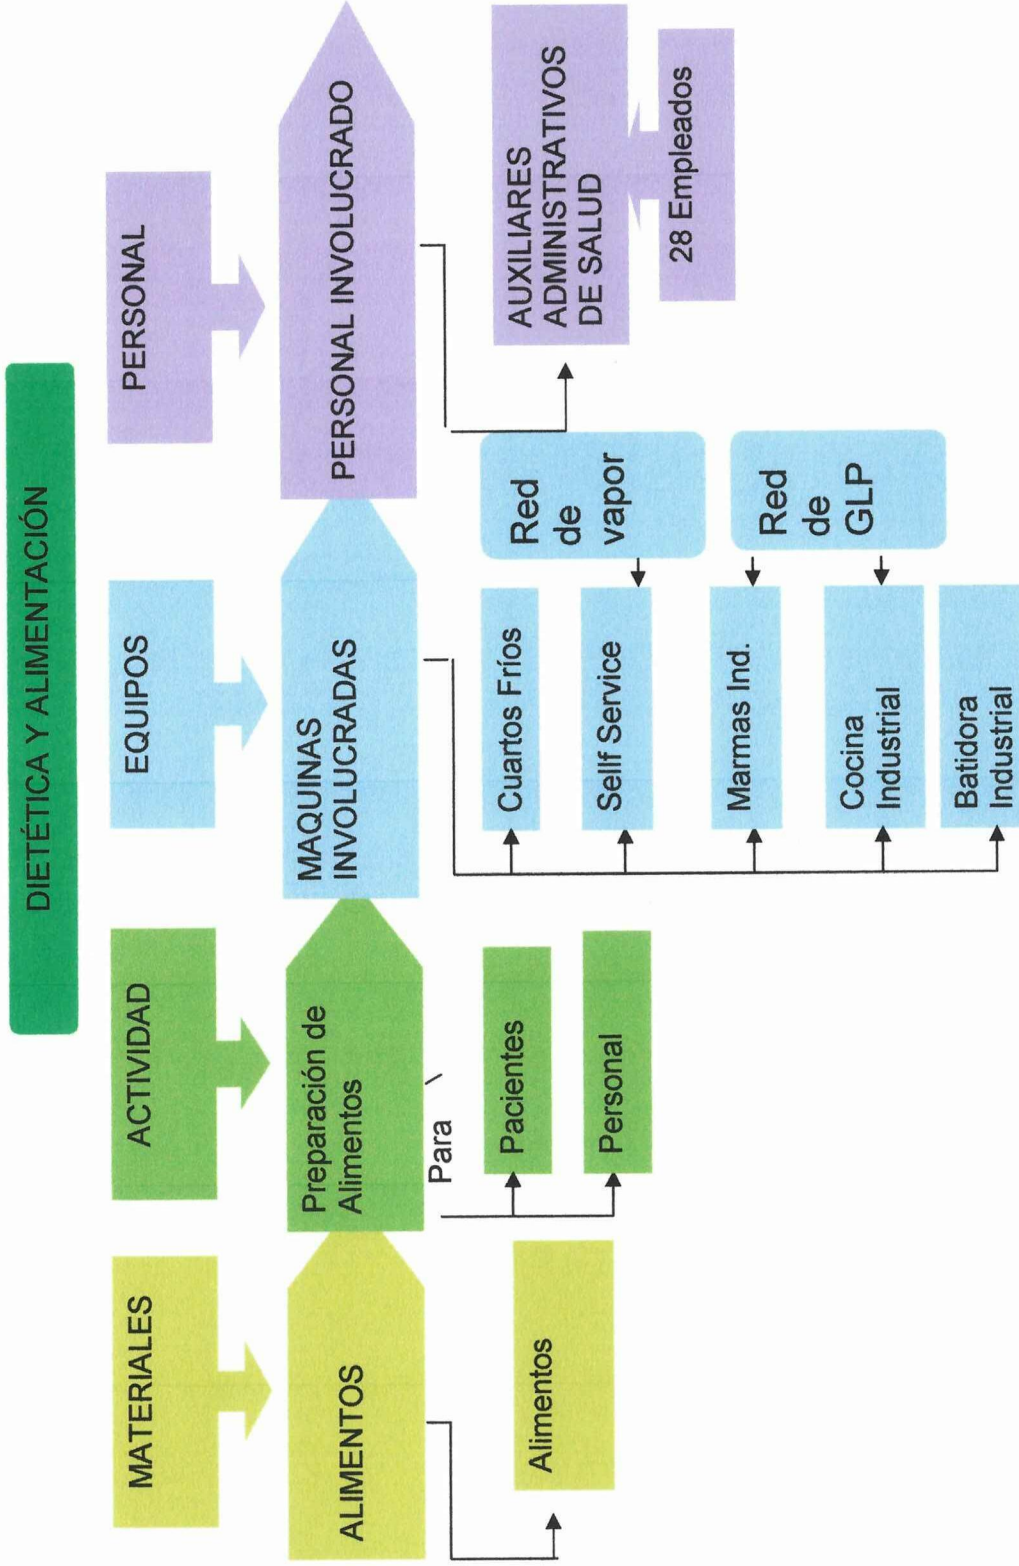 DIETÉTICA Y ALIMENTACIÓN
MATERIALES
ACTIVIDAD
EQUIPOS
PERSONAL
ALIMENTOS
Preparación de
Alimentos
MAQUINAS
INVOLUCRADAS
PERSONAL INVOLUCRADO
Para
Alimentos
Pacientes
Personal
Cuartos Fríos
Sellf Service
Marmas Ind.
Cocina
Industrial
Batidora
Industrial
Red
de
vapor
Red
de
GLP
AUXILIARES
ADMINISTRATIVOS
DE SALUD
28 Empleados